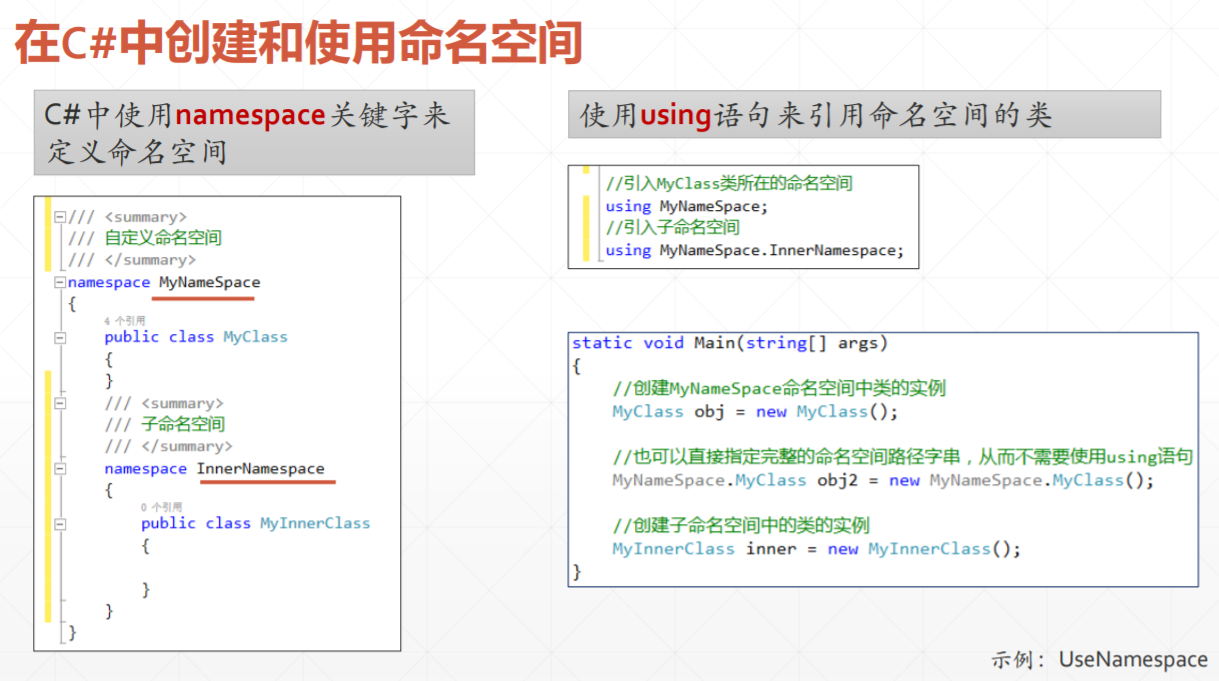 在C#中创建和使用命名空间
C#中使用namespace关键字来
定义命名空间
/// <summary>
/// 自定义命名空间
/// </summary>
namespace MyNameSpace
{
4 个引用
public class MyClass
{
}
/// <summary>
/// 子命名空间
/// </summary>
namespace InnerNamespace
{
0 个引用
public class MyInnerClass
{
}
}
}
使用using语句来引用命名空间的类
//引入MyClass类所在的命名空间
using MyNameSpace;
//引入子命名空间
using MyNameSpace.InnerNamespace;
static void Main(string[] args)
{
//创建MyNameSpace命名空间中类的实例
MyClass obj = new MyClass();
//也可以直接指定完整的命名空间路径字串，从而不需要使用using语句
MyNameSpace.MyClass obj2 = new MyNameSpace.MyClass();
//创建子命名空间中的类的实例
MyInnerClass inner = new MyInnerClass();
}
示例：UseNamespace